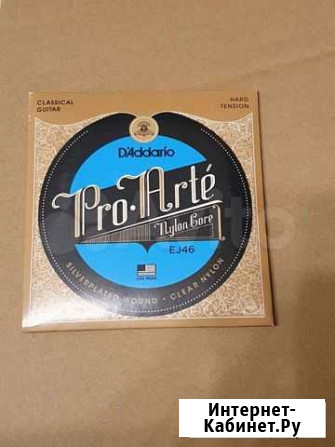 CLASSICAL
GUITAR
HARD
TENSION
D'Addario
Pro·Arté
Nylon Core
EJ46
SILVERPLATED WOUND · CLEAR NYLON
Интернет-
Кабинет.Ру